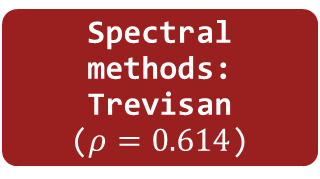 Spectral
methods:
Trevisan
(ρ = 0.614)